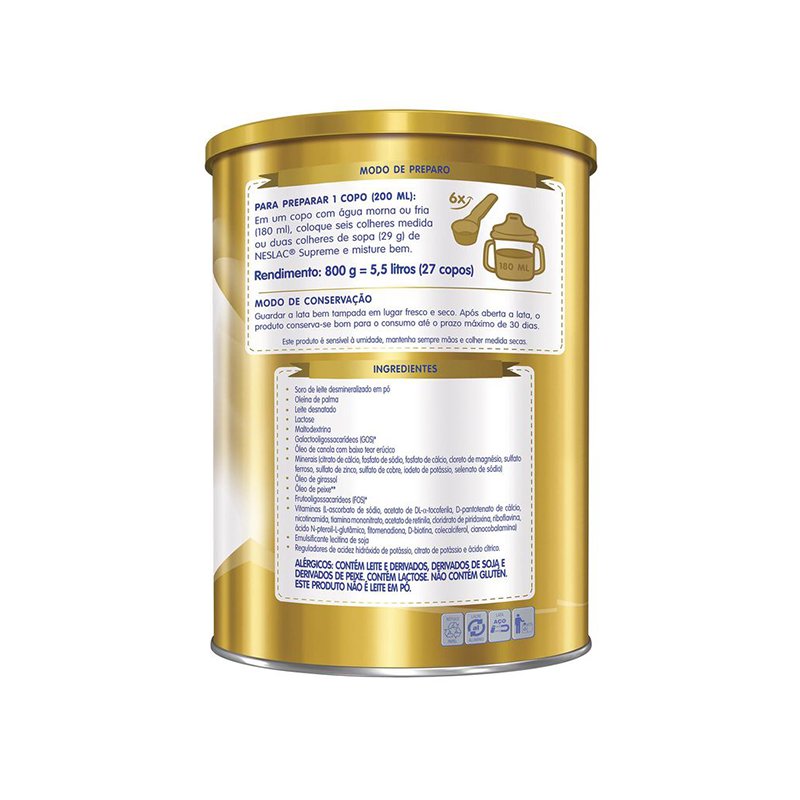 MODO DE PREPARO
PARA PREPARAR 1 COPO (200 ML):
Em um copo com água morna ou fria
(180 ml), coloque seis colheres medida
ou duas colheres de sopa (29 g) de
NESLAC® Supreme e misture bem.
6x
180 ML
Rendimento: 800 g = 5,5 litros (27 copos)
MODO DE CONSERVAÇÃO
Guardar a lata bem tampada em lugar fresco e seco. Após aberta a lata, o
produto conserva-se bom para o consumo até o prazo máximo de 30 dias.
Este produto é sensível à umidade, mantenha sempre mãos e colher medida secas.
INGREDIENTES
• Soro de leite desmineralizado em pó
• Oleína de palma
• Leite desnatado
• Lactose
• Maltodextrina
• Galactooligossacarídeos (GOS)*
• Óleo de canola com baixo teor erúcico
• Minerais (citrato de cálcio, fosfato de sódio, fosfato de cálcio, cloreto de magnésio, sulfato
ferroso, sulfato de zinco, sulfato de cobre, iodeto de potássio, selenato de sódio)
• Óleo de girassol
• Óleo de peixe**
• Frutooligossacarídeos (FOS)*
• Vitaminas (L-ascorbato de sódio, acetato de DL-α-tocoferila, D-pantotenato de cálcio,
nicotinamida, tiamina mononitrato, acetato de retinila, cloridrato de piridoxina, riboflavina,
ácido N-pteroil-L-glutâmico, fitomenadiona, D-biotina, colecalciferol, cianocobalamina)
• Emulsificante lecitina de soja
• Reguladores de acidez hidróxido de potássio, citrato de potássio e ácido cítrico.
ALÉRGICOS: CONTÉM LEITE E DERIVADOS, DERIVADOS DE SOJA E
DERIVADOS DE PEIXE. CONTÉM LACTOSE. NÃO CONTÉM GLUTÉN.
ESTE PRODUTO NÃO É LEITE EM PÓ.
al
LATA
AÇO